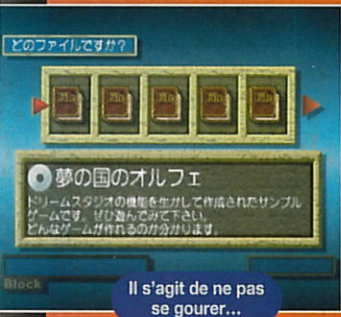 どのファイルですか？
夢の国のオルフェ
ドリームスタジオの機能を生かして作成されたサンプル
ゲームです。ぜひ遊んでみて下さい。
どんなゲームが作れるのか分かります。
Block
Il s'agit de ne pas
se gourer...